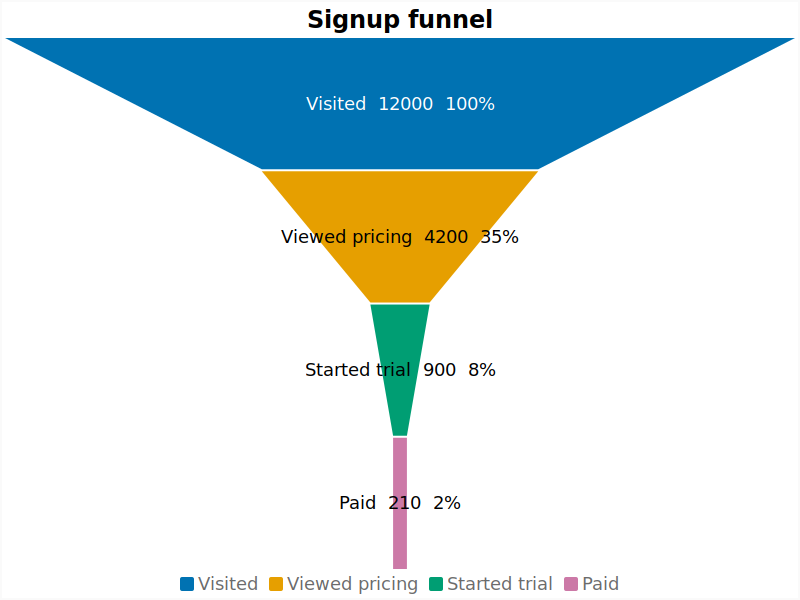 Signup funnel
Visited 12000 100%
Viewed pricing 4200 35%
Started trial 900 8%
Paid 210 2%
Visited Viewed pricing Started trial Paid